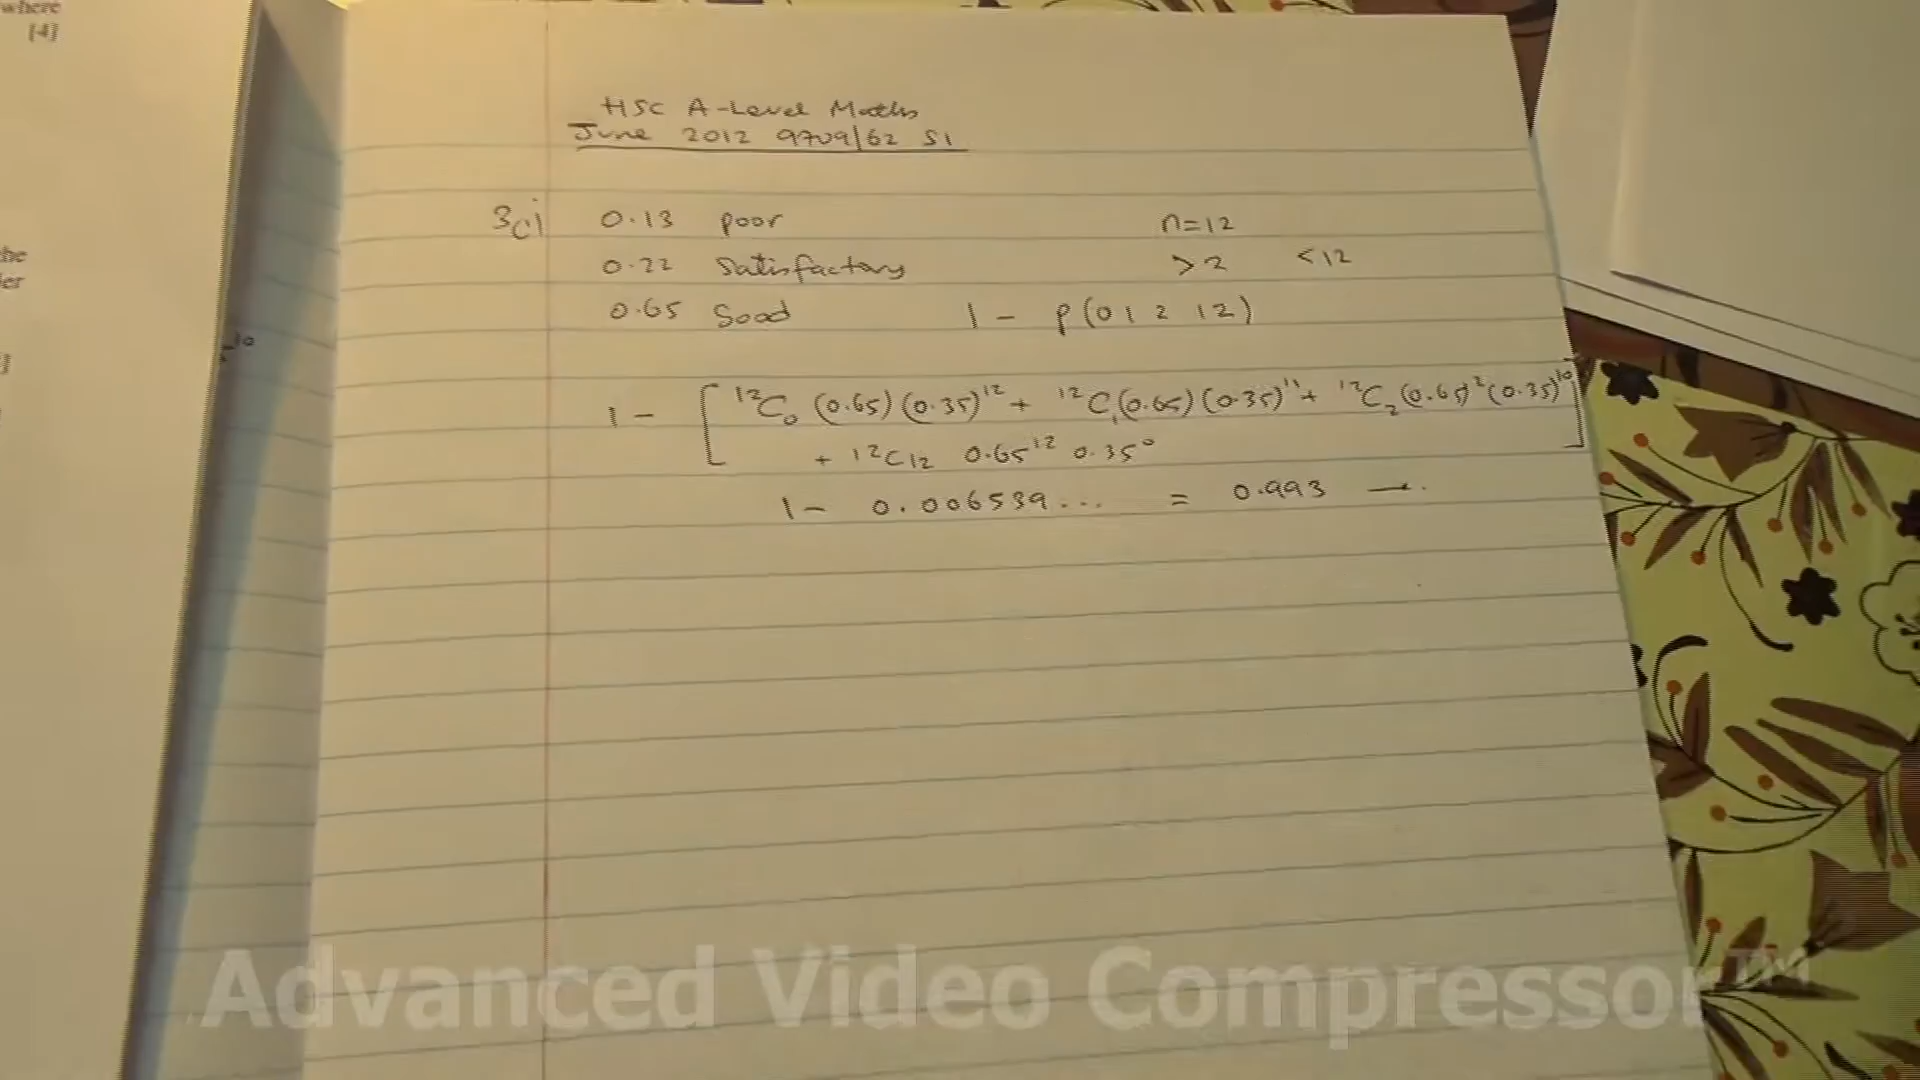 where
[4]
HSC A-Level Maths
June 2012 9709/62 S1
3(i) 0.13 poor n=12
0.22 Satisfactory >2 <12
0.65 Good 1 - P(0 1 2 12)
1 - [ ¹²C₀ (0.65)(0.35)¹² + ¹²C₁(0.65)(0.35)¹¹ + ¹²C₂(0.65)²(0.35)¹⁰ ]
+ ¹²C12 0.65¹² 0.35⁰
1 - 0.006539... = 0.993
Advanced Video Compressor™